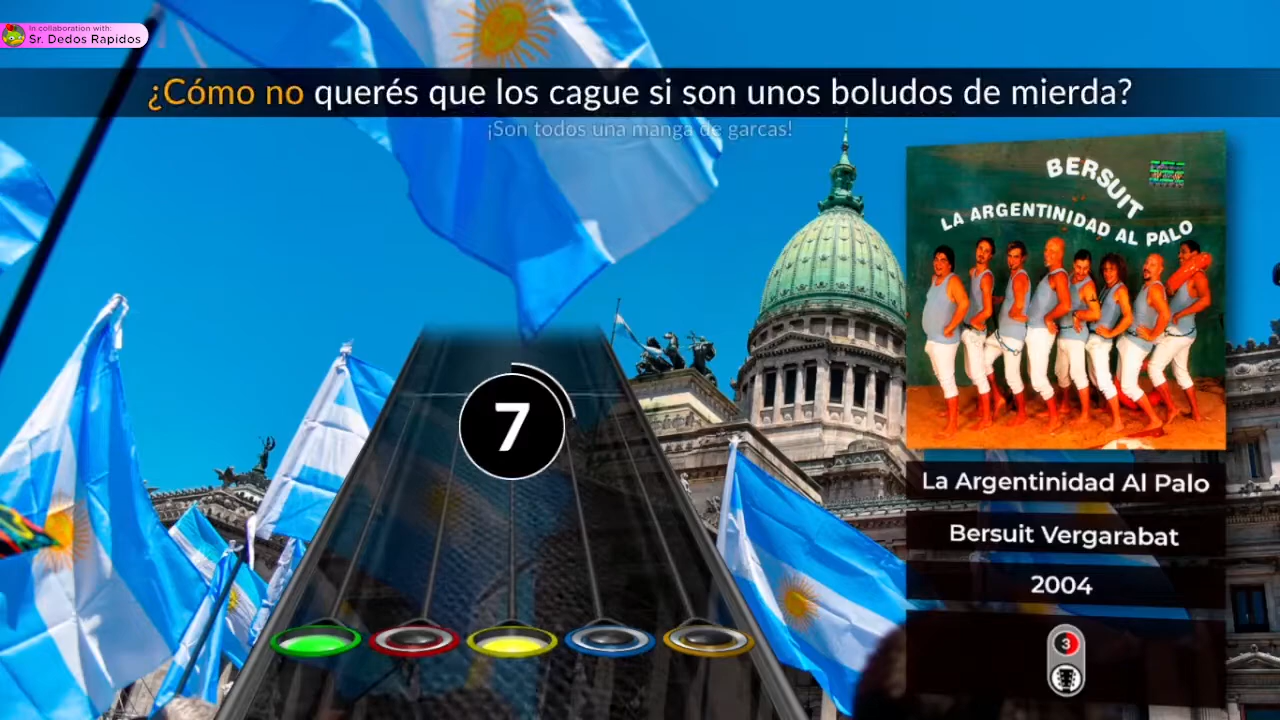 In collaboration with:
Sr. Dedos Rapidos
¿Cómo no querés que los cague si son unos boludos de mierda?
¡Son todos una manga de garcas!
BERSUIT
LA ARGENTINIDAD AL PALO
7
La Argentinidad Al Palo
Bersuit Vergarabat
2004
3